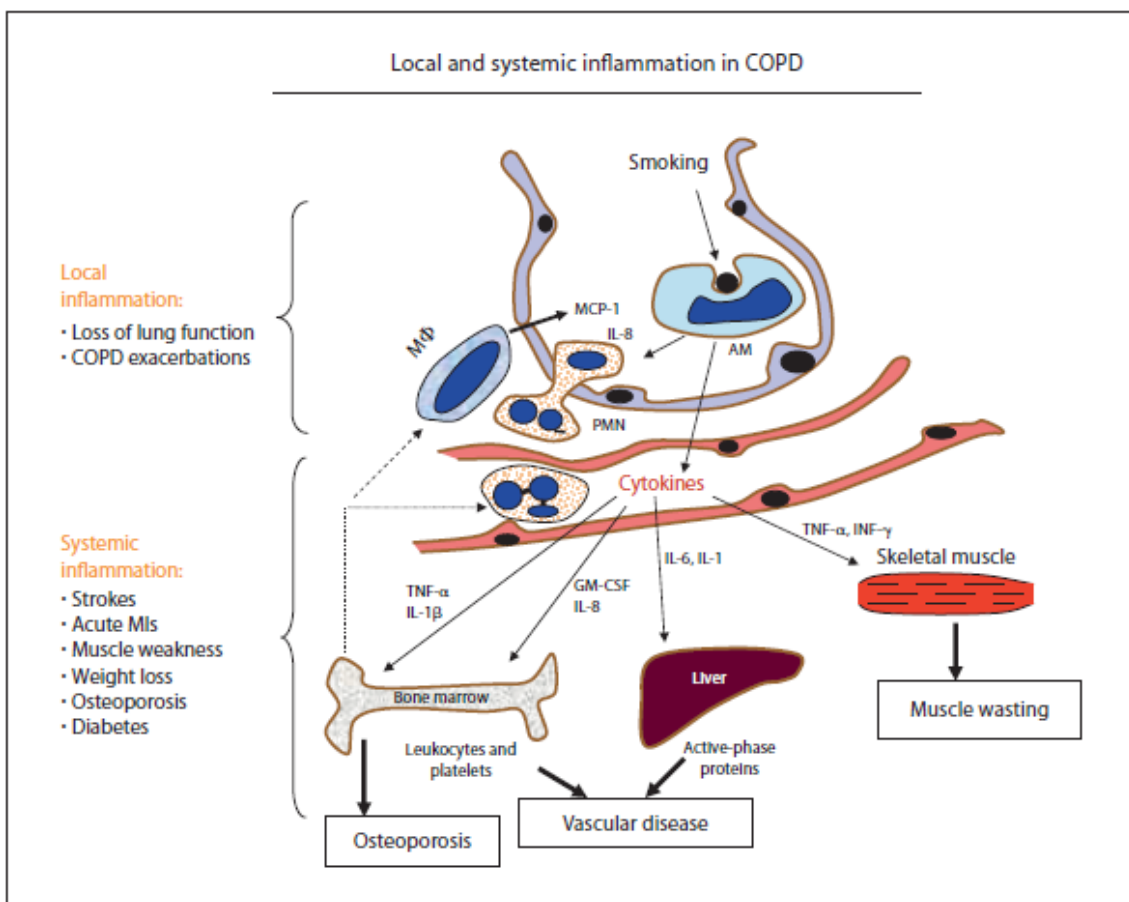 Local and systemic inflammation in COPD
Smoking
Local
inflammation:
• Loss of lung function
• COPD exacerbations
MΦ
MCP-1
IL-8
AM
PMN
Cytokines
Systemic
inflammation:
• Strokes
• Acute MIs
• Muscle weakness
• Weight loss
• Osteoporosis
• Diabetes
TNF-α
IL-1β
GM-CSF
IL-8
IL-6, IL-1
TNF-α, INF-γ
Skeletal muscle
Bone marrow
Liver
Leukocytes and
platelets
Active-phase
proteins
Muscle wasting
Osteoporosis
Vascular disease